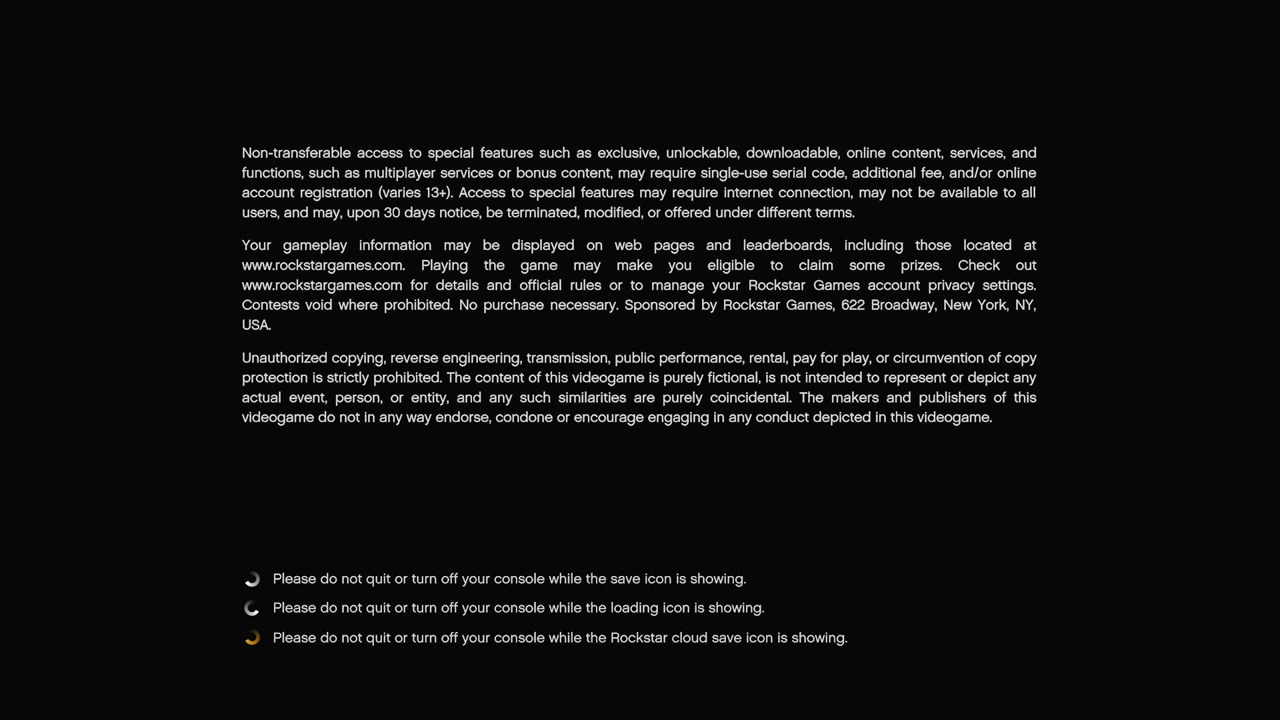 Non-transferable access to special features such as exclusive, unlockable, downloadable, online content, services, and
functions, such as multiplayer services or bonus content, may require single-use serial code, additional fee, and/or online
account registration (varies 13+). Access to special features may require internet connection, may not be available to all
users, and may, upon 30 days notice, be terminated, modified, or offered under different terms.
Your gameplay information may be displayed on web pages and leaderboards, including those located at
www.rockstargames.com. Playing the game may make you eligible to claim some prizes. Check out
www.rockstargames.com for details and official rules or to manage your Rockstar Games account privacy settings.
Contests void where prohibited. No purchase necessary. Sponsored by Rockstar Games, 622 Broadway, New York, NY,
USA.
Unauthorized copying, reverse engineering, transmission, public performance, rental, pay for play, or circumvention of copy
protection is strictly prohibited. The content of this videogame is purely fictional, is not intended to represent or depict any
actual event, person, or entity, and any such similarities are purely coincidental. The makers and publishers of this
videogame do not in any way endorse, condone or encourage engaging in any conduct depicted in this videogame.
Please do not quit or turn off your console while the save icon is showing.
Please do not quit or turn off your console while the loading icon is showing.
Please do not quit or turn off your console while the Rockstar cloud save icon is showing.